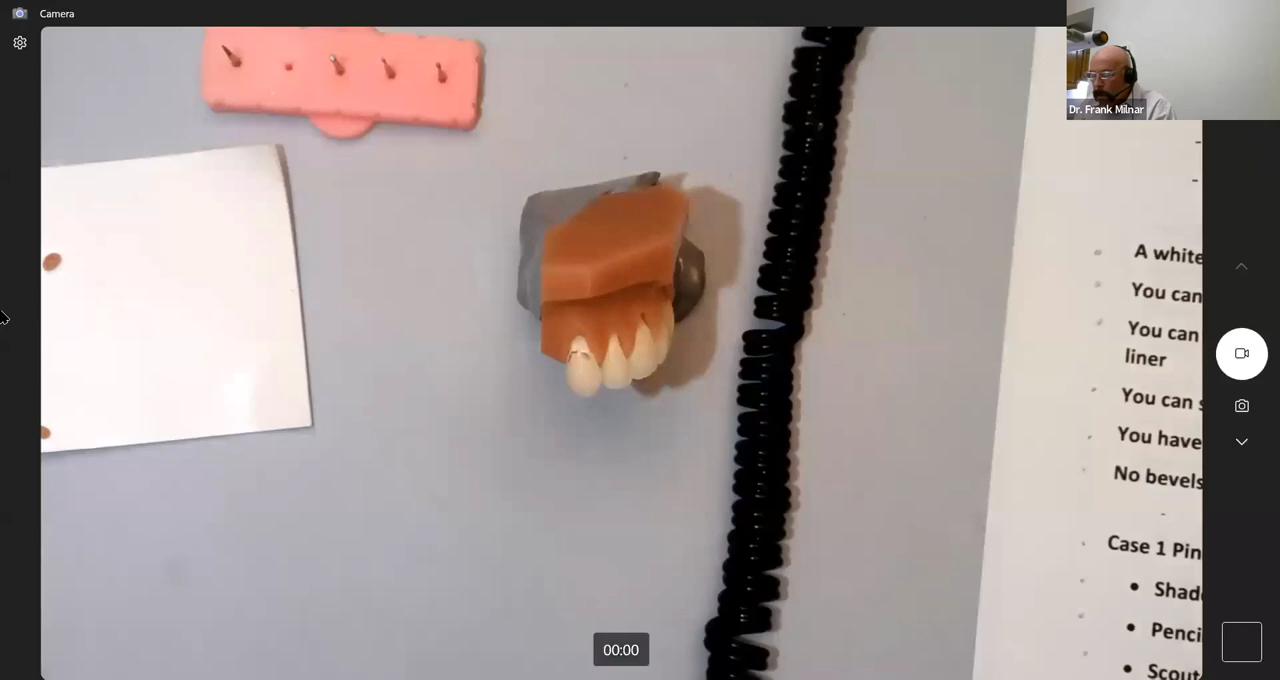 Camera
Dr. Frank Milnar
A white
You can
You can
liner
You can s
You have
No bevels
Case 1 Pin
Shad
Penci
Scout
00:00